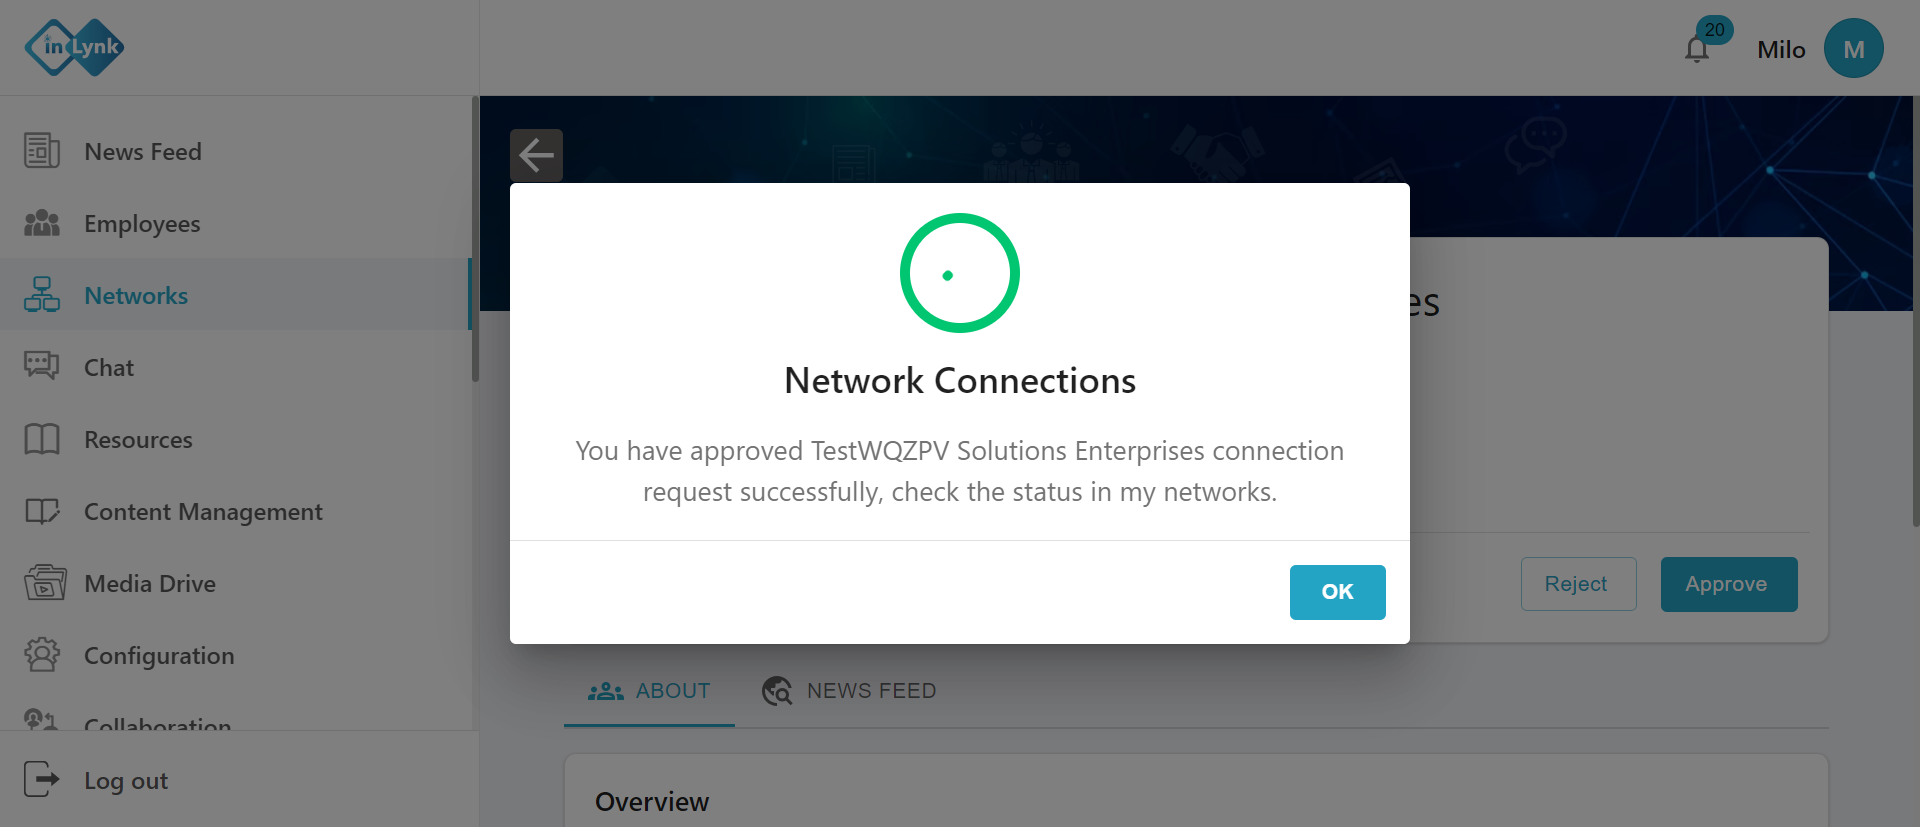 inLynk
20
Milo
M
News Feed
Employees
Networks
Chat
Resources
Content Management
Media Drive
Configuration
Collaboration
Log out
es
Network Connections
You have approved TestWQZPV Solutions Enterprises connection
request successfully, check the status in my networks.
OK
Reject
Approve
ABOUT
NEWS FEED
Overview